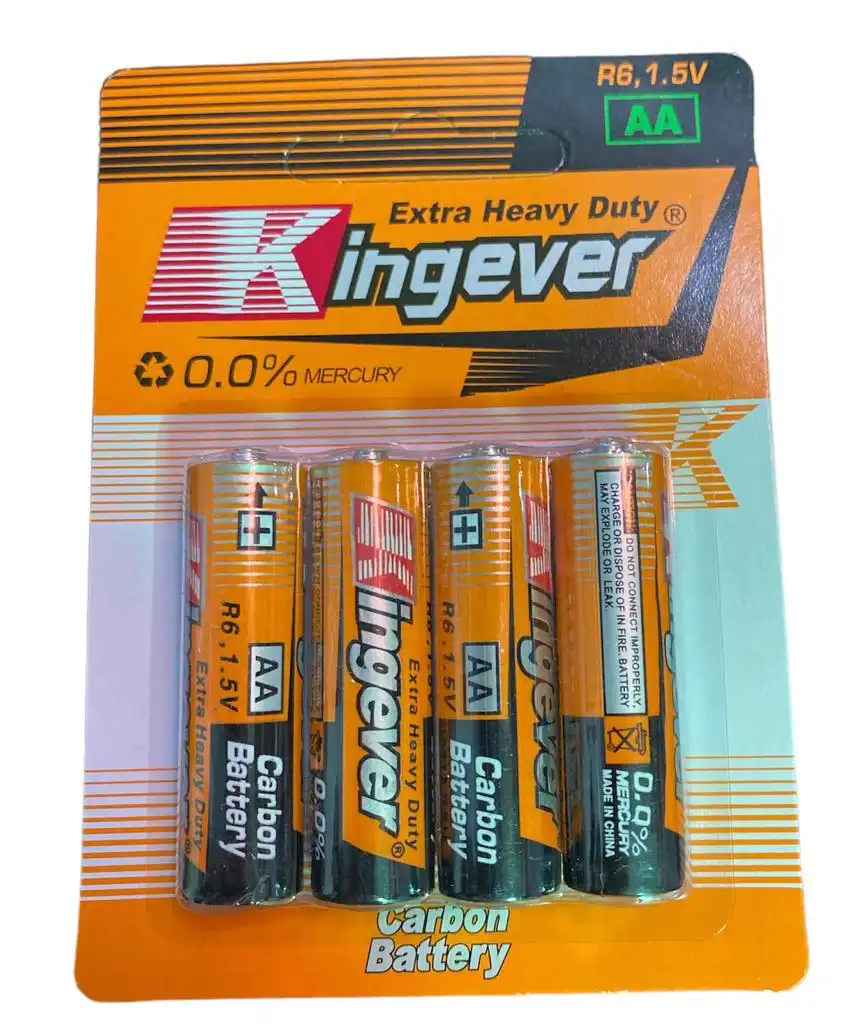 R6,1.5V
AA
Extra Heavy Duty ®
Kingever
0.0% MERCURY
R6,1.5V
AA
Extra Heavy Duty
Carbon
Battery
Kingever®
Extra Heavy Duty
0.0%
R6,1.5V
AA
Carbon
Battery
ingever
DO NOT CONNECT IMPROPERLY,
CHARGE OR DISPOSE OF IN FIRE. BATTERY
MAY EXPLODE OR LEAK.
0.0%
MERCURY
MADE IN CHINA
Carbon
Battery